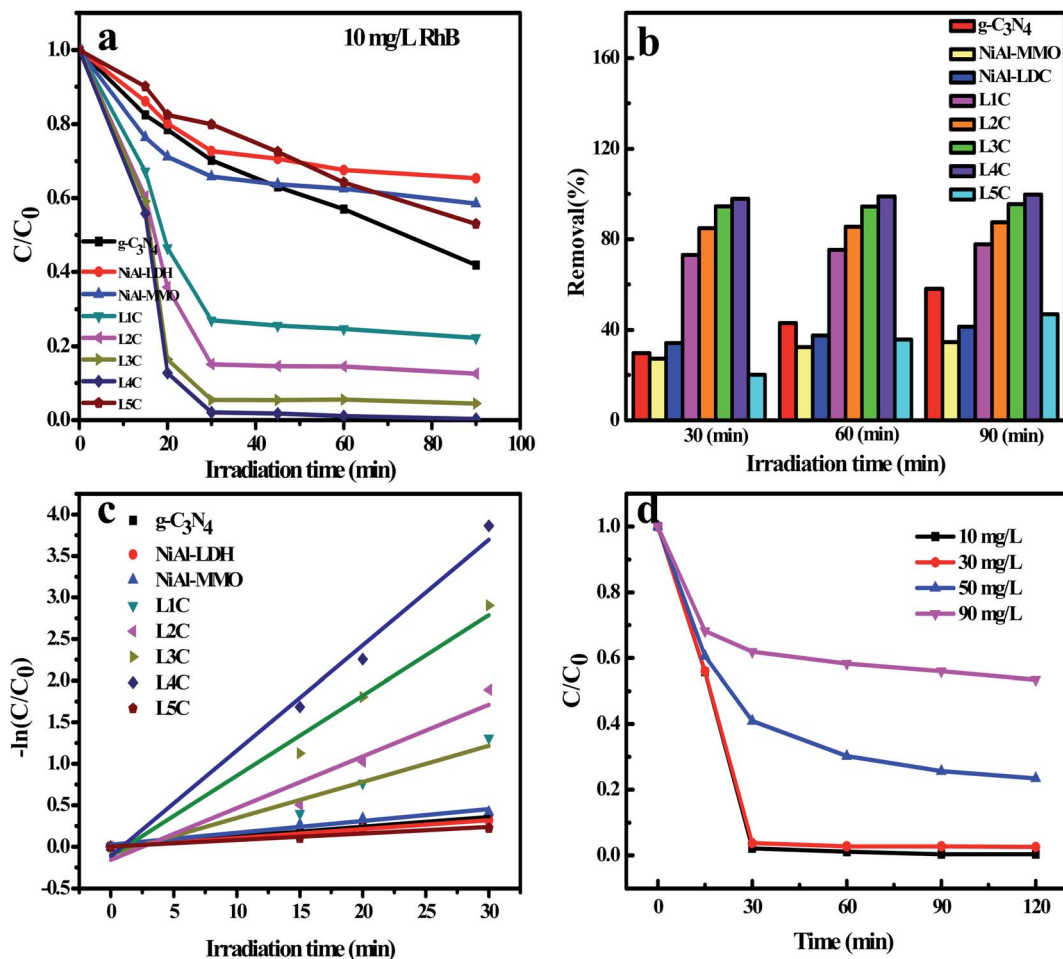 a
10 mg/L RhB
1.0
0.8
0.6
0.4
0.2
0.0
C/C0
g-C3N4
NiAl-LDH
NiAl-MMO
L1C
L2C
L3C
L4C
L5C
0 20 40 60 80 100
Irradiation time (min)
b
160
120
80
40
0
Removal(%)
g-C3N4
NiAl-MMO
NiAl-LDC
L1C
L2C
L3C
L4C
L5C
30 (min) 60 (min) 90 (min)
Irradiation time (min)
c
4.0
3.5
3.0
2.5
2.0
1.5
1.0
0.5
0.0
-0.5
-ln(C/C0)
g-C3N4
NiAl-LDH
NiAl-MMO
L1C
L2C
L3C
L4C
L5C
0 5 10 15 20 25 30
Irradiation time (min)
d
1.0
0.8
0.6
0.4
0.2
0.0
C/C0
10 mg/L
30 mg/L
50 mg/L
90 mg/L
0 30 60 90 120
Time (min)